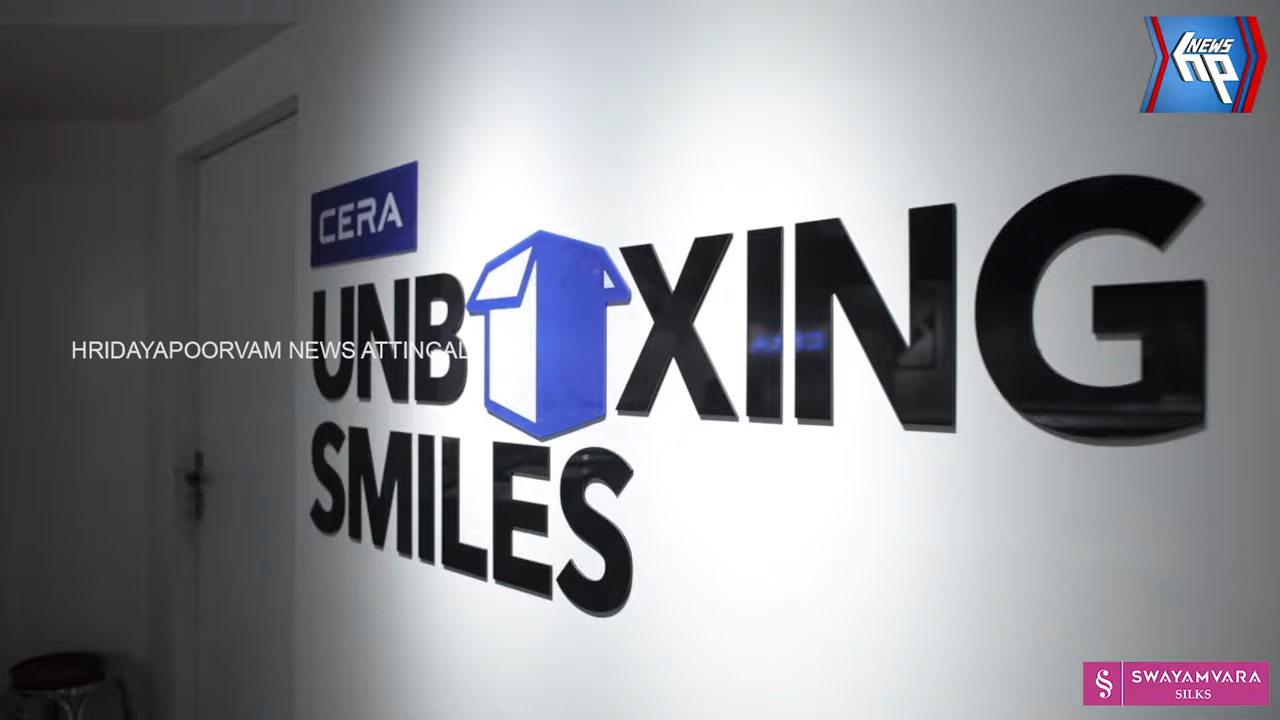 NEWS
hp
CERA
UNBOXING
HRIDAYAPOORVAM NEWS ATTINGAL
SMILES
SWAYAMVARA
SILKS